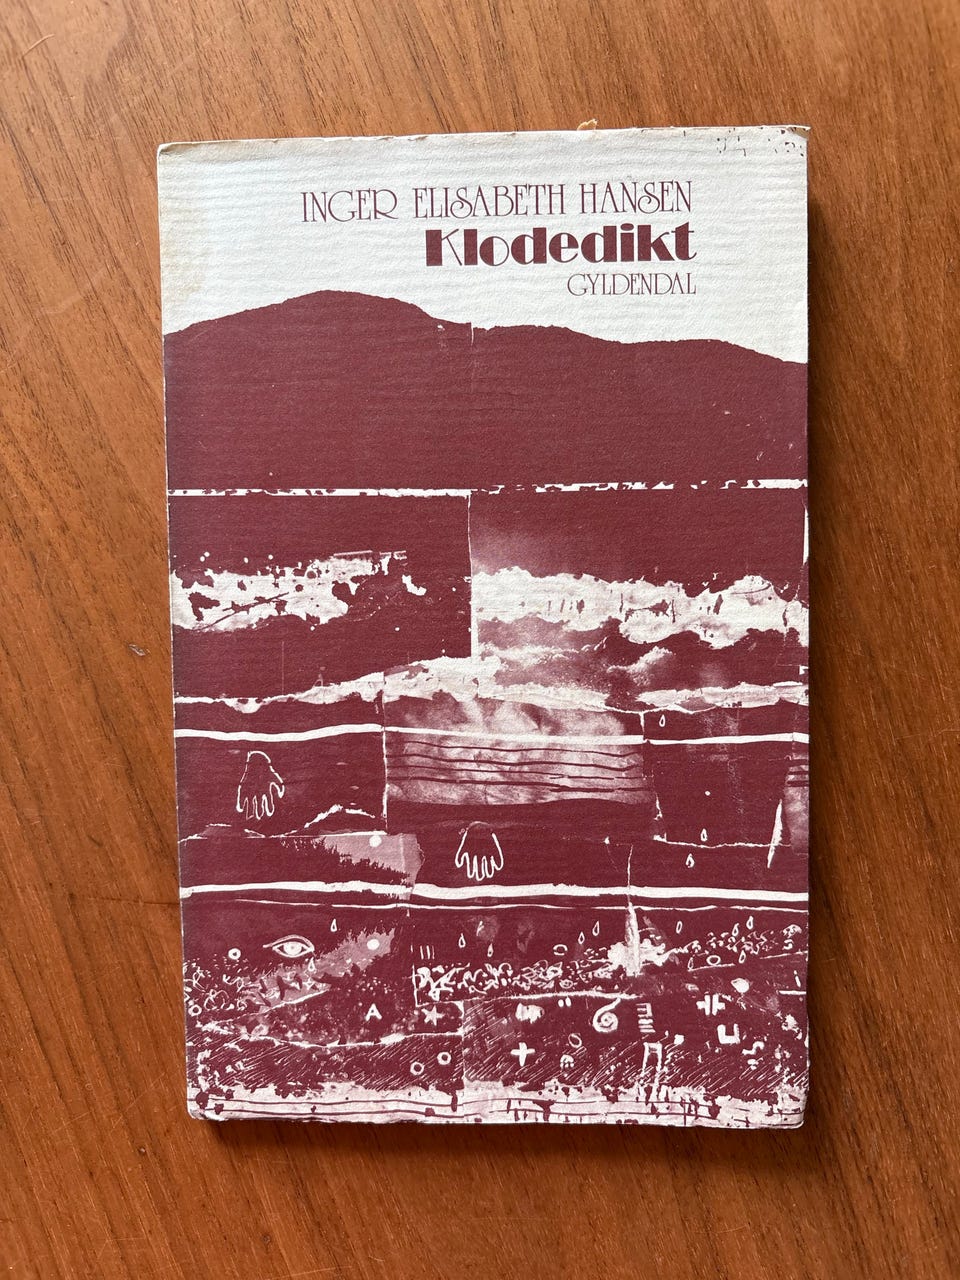 INGER ELISABETH HANSEN
Klodedikt
GYLDENDAL
A